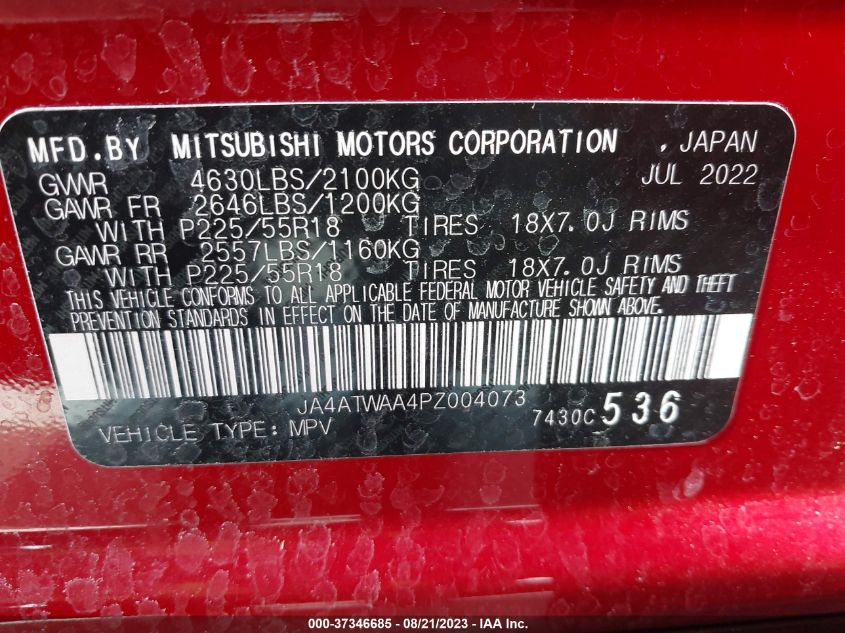 MFD.BY MITSUBISHI MOTORS CORPORATION , JAPAN
GVWR 4630LBS/2100KG JUL 2022
GAWR FR 2646LBS/1200KG
WITH P225/55R18 TIRES 18X7.0J RIMS
GAWR RR 2557LBS/1160KG
WITH P225/55R18 TIRES 18X7.0J RIMS
THIS VEHICLE CONFORMS TO ALL APPLICABLE FEDERAL MOTOR VEHICLE SAFETY AND THEFT
PREVENTION STANDARDS IN EFFECT ON THE DATE OF MANUFACTURE SHOWN ABOVE.
JA4ATWAA4PZ004073
VEHICLE TYPE: MPV 7430C 536
000-37346685 - 08/21/2023 - IAA Inc.